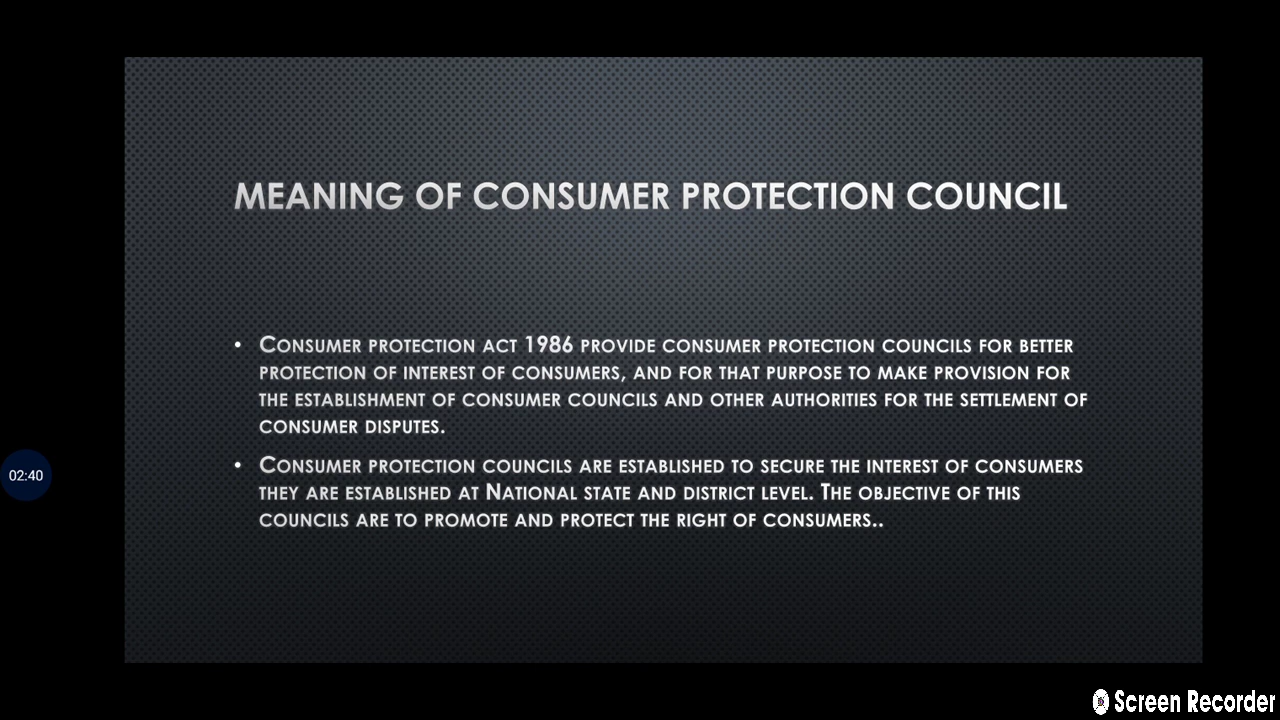 MEANING OF CONSUMER PROTECTION COUNCIL
• CONSUMER PROTECTION ACT 1986 PROVIDE CONSUMER PROTECTION COUNCILS FOR BETTER
PROTECTION OF INTEREST OF CONSUMERS, AND FOR THAT PURPOSE TO MAKE PROVISION FOR
THE ESTABLISHMENT OF CONSUMER COUNCILS AND OTHER AUTHORITIES FOR THE SETTLEMENT OF
CONSUMER DISPUTES.
• CONSUMER PROTECTION COUNCILS ARE ESTABLISHED TO SECURE THE INTEREST OF CONSUMERS
THEY ARE ESTABLISHED AT NATIONAL STATE AND DISTRICT LEVEL. THE OBJECTIVE OF THIS
COUNCILS ARE TO PROMOTE AND PROTECT THE RIGHT OF CONSUMERS..
02:40
Screen Recorder